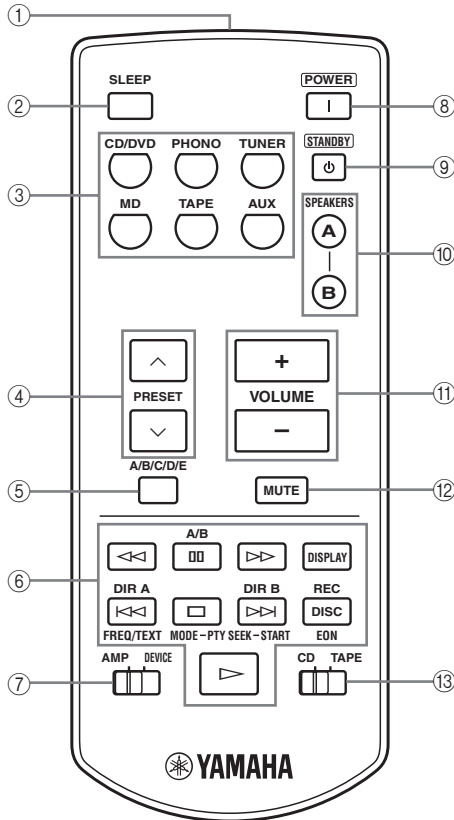 ①
SLEEP POWER
② ⑧
CD/DVD PHONO TUNER STANDBY
③ ⑨
MD TAPE AUX SPEAKERS
A
⑩
B
+
④ PRESET VOLUME ⑪
−
A/B/C/D/E
⑤ MUTE ⑫
A/B
⑥ DISPLAY
DIR A DIR B REC
DISC
FREQ/TEXT MODE–PTY SEEK–START EON
AMP DEVICE CD TAPE
⑦ ⑬
YAMAHA